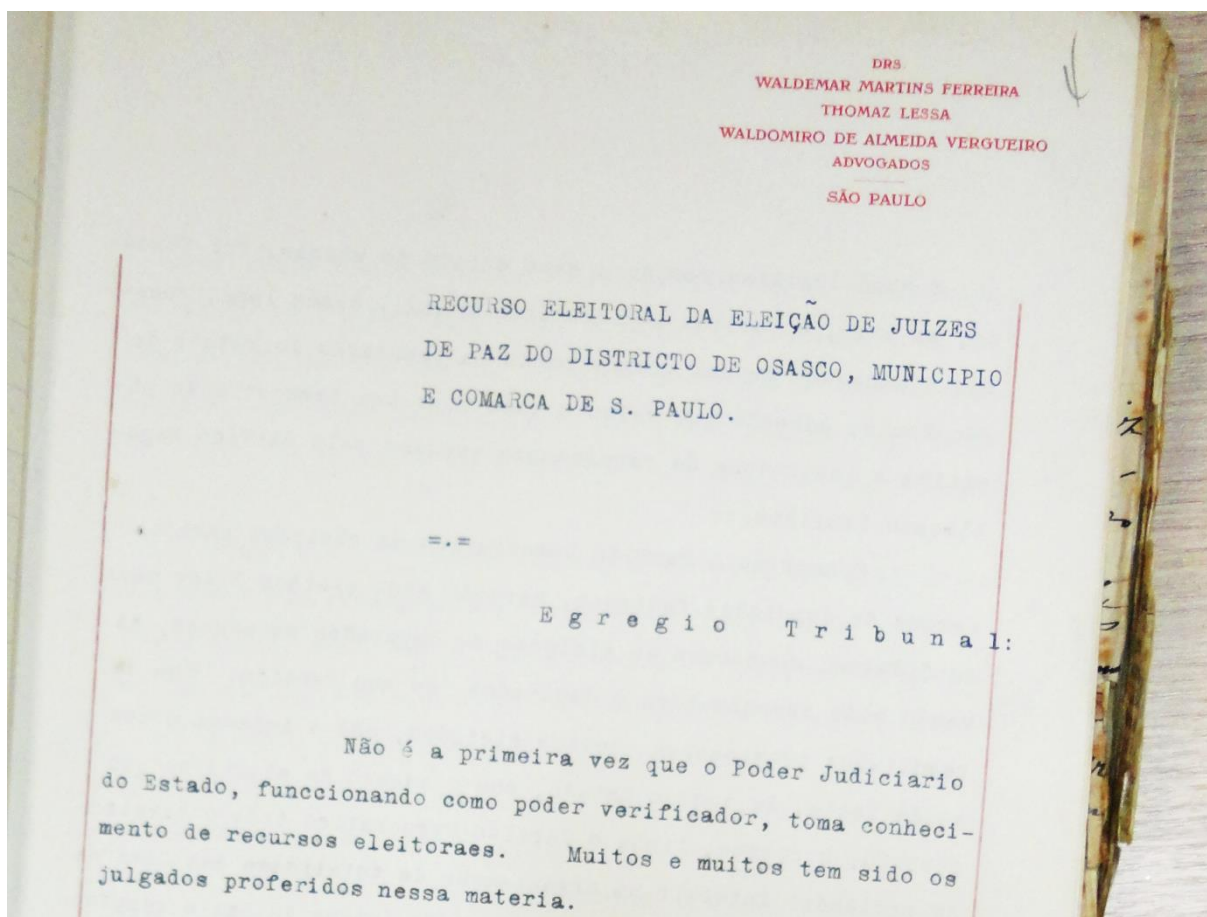 DRS
WALDEMAR MARTINS FERREIRA
THOMAZ LESSA
WALDOMIRO DE ALMEIDA VERGUEIRO
ADVOGADOS
SÃO PAULO
RECURSO ELEITORAL DA ELEIÇÃO DE JUIZES
DE PAZ DO DISTRICTO DE OSASCO, MUNICIPIO
E COMARCA DE S. PAULO.
=.=
Egregio Tribunal:
Não é a primeira vez que o Poder Judiciario
do Estado, funccionando como poder verificador, toma conheci-
mento de recursos eleitoraes. Muitos e muitos tem sido os
julgados proferidos nessa materia.